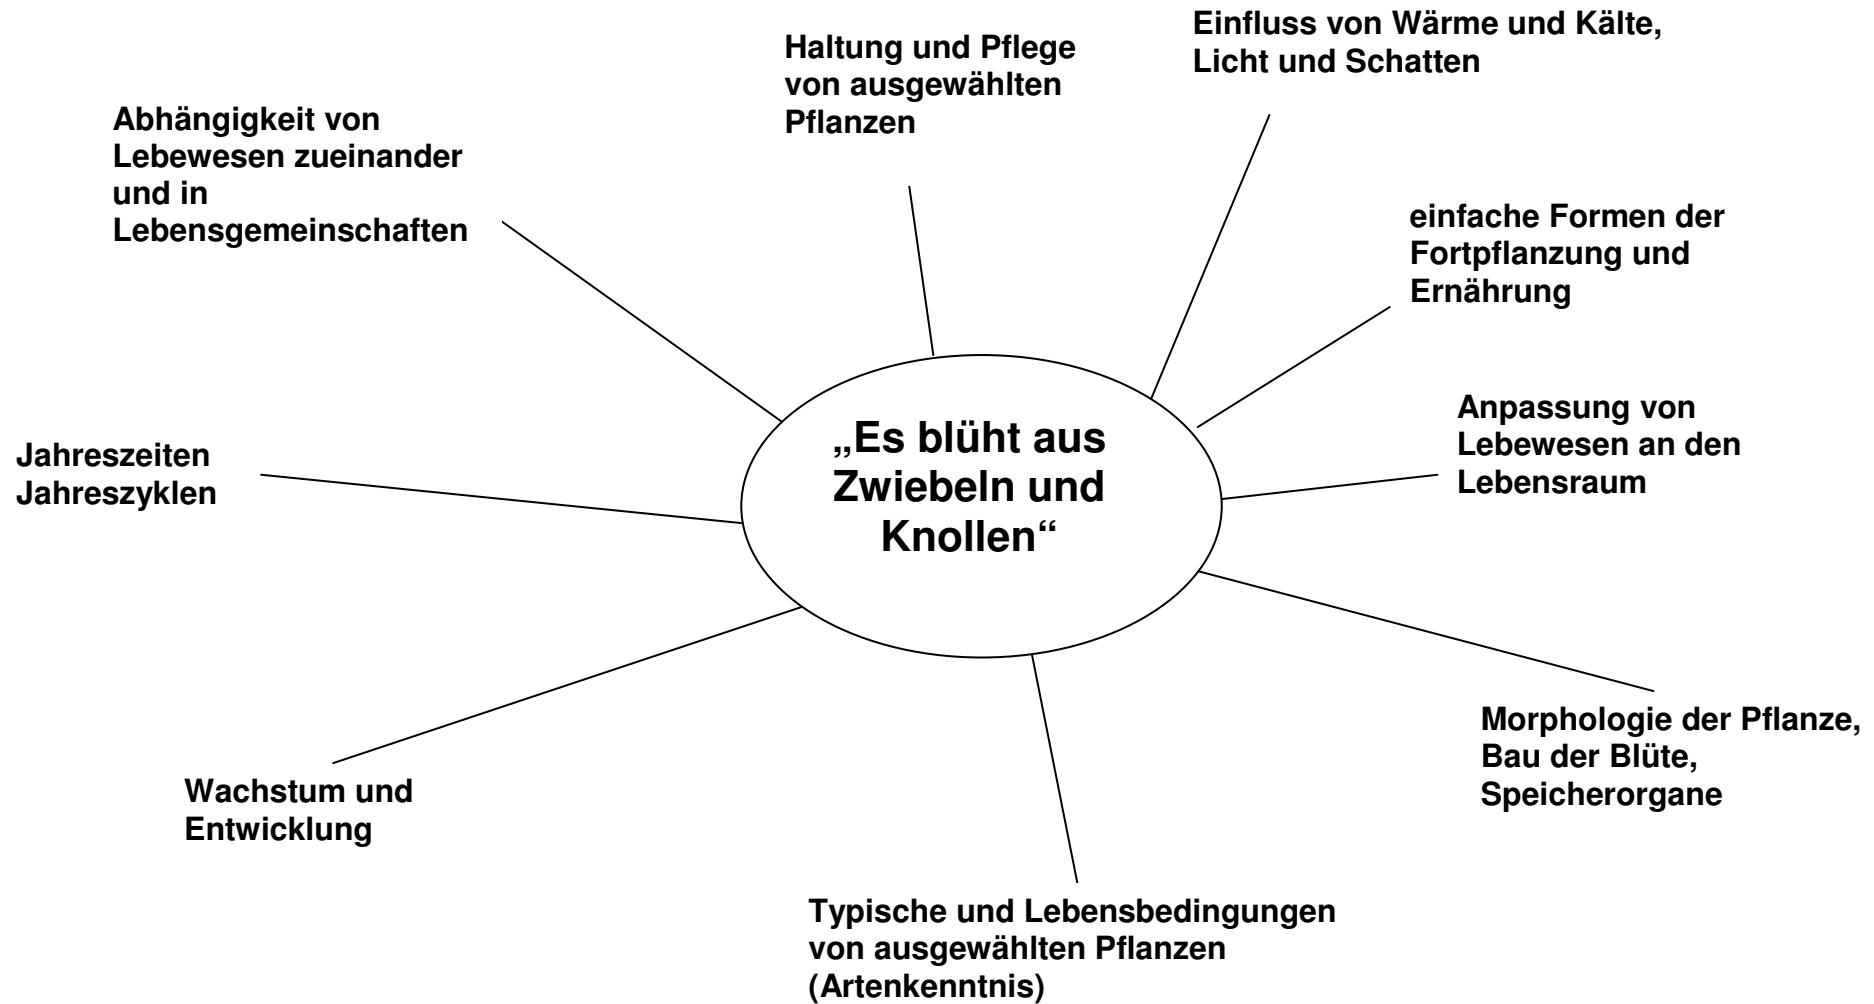 Einfluss von Wärme und Kälte,
Licht und Schatten
Haltung und Pflege
von ausgewählten
Pflanzen
Abhängigkeit von
Lebewesen zueinander
und in
Lebensgemeinschaften
einfache Formen der
Fortpflanzung und
Ernährung
Anpassung von
Lebewesen an den
Lebensraum
„Es blüht aus
Zwiebeln und
Knollen“
Jahreszeiten
Jahreszyklen
Morphologie der Pflanze,
Bau der Blüte,
Speicherorgane
Wachstum und
Entwicklung
Typische und Lebensbedingungen
von ausgewählten Pflanzen
(Artenkenntnis)